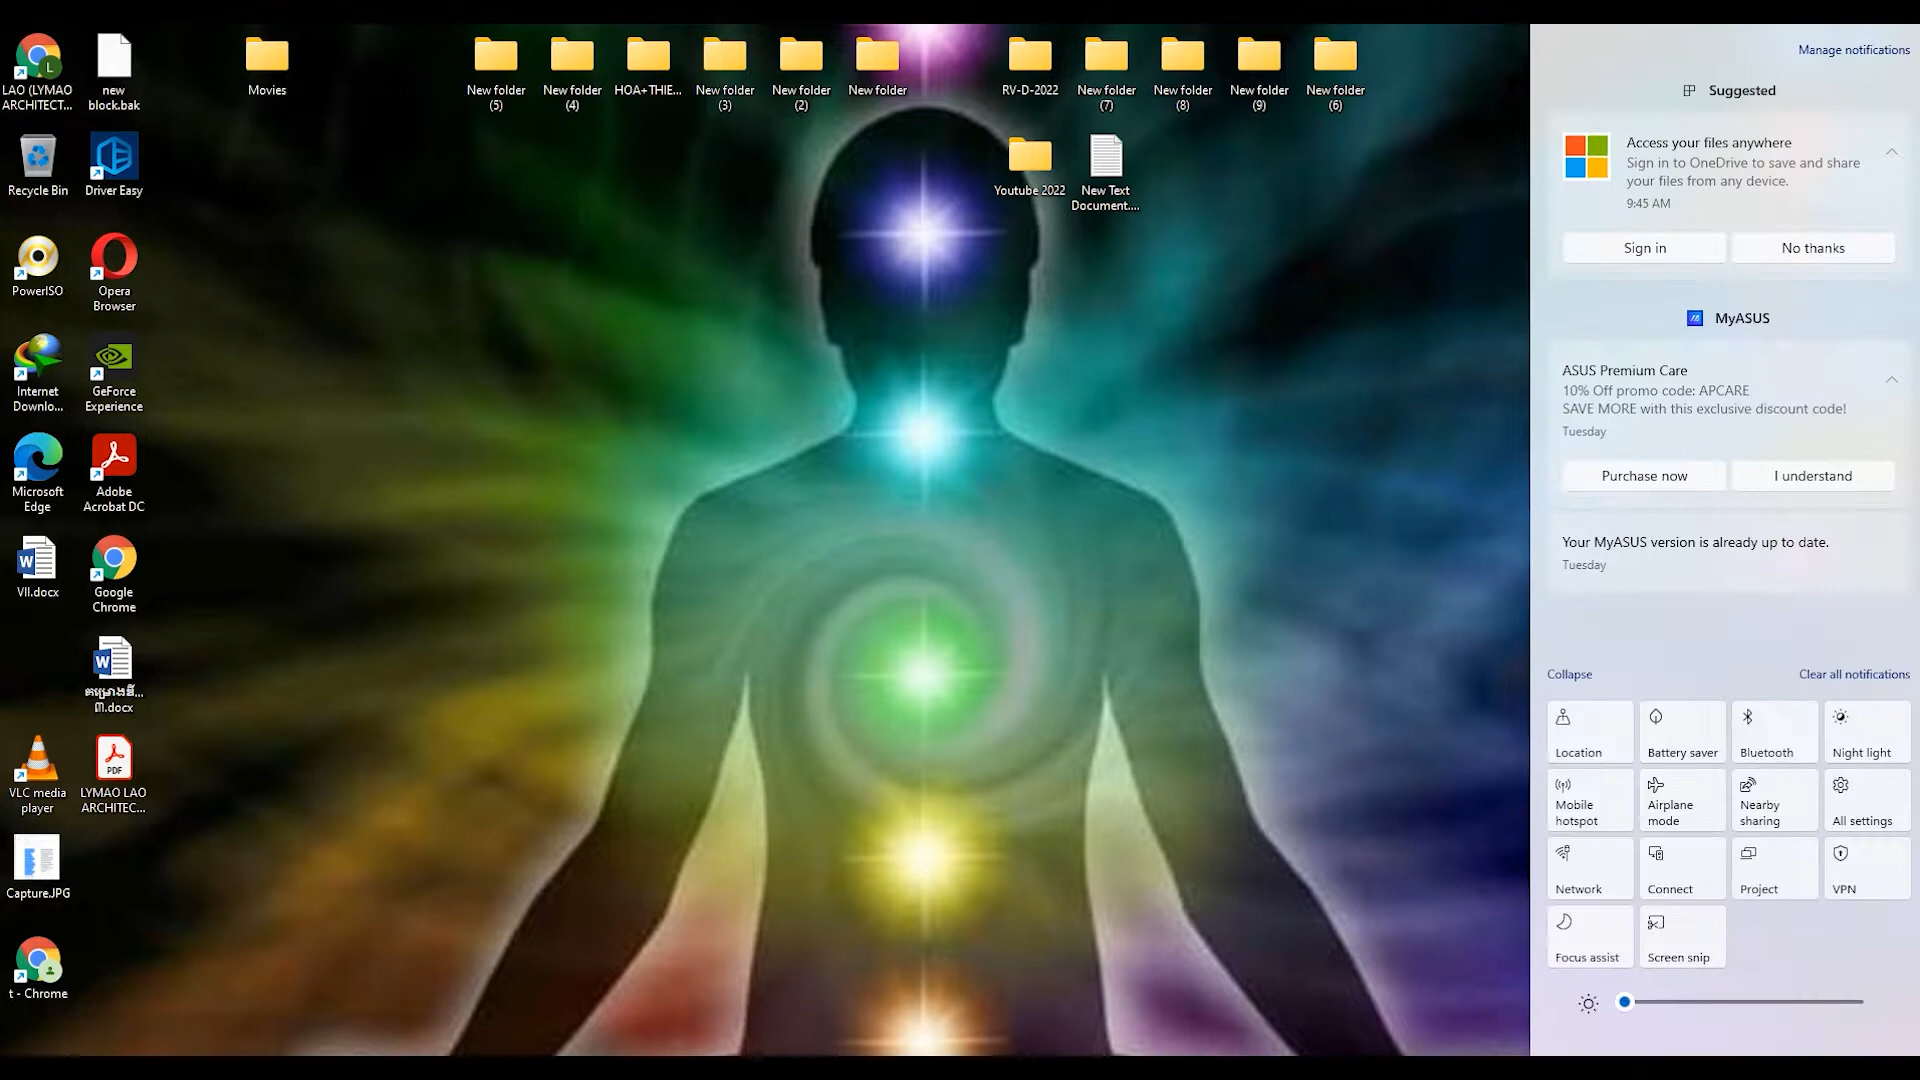 LAO (LYMAO
ARCHITECT...
new
block.bak
Movies
New folder
(5)
New folder
(4)
HOA+THIE...
New folder
(3)
New folder
(2)
New folder
RV-D-2022
New folder
(7)
New folder
(8)
New folder
(9)
New folder
(6)
Recycle Bin
Driver Easy
Youtube 2022
New Text
Document....
PowerISO
Opera
Browser
Internet
Downlo...
GeForce
Experience
Microsoft
Edge
Adobe
Acrobat DC
VII.docx
Google
Chrome
៣.docx
VLC media
player
PDF
LYMAO LAO
ARCHITEC...
Capture.JPG
t - Chrome
Manage notifications
Suggested
Access your files anywhere
Sign in to OneDrive to save and share
your files from any device.
9:45 AM
Sign in
No thanks
MyASUS
ASUS Premium Care
10% Off promo code: APCARE
SAVE MORE with this exclusive discount code!
Tuesday
Purchase now
I understand
Your MyASUS version is already up to date.
Tuesday
Collapse
Clear all notifications
Location
Battery saver
Bluetooth
Night light
Mobile
hotspot
Airplane
mode
Nearby
sharing
All settings
Network
Connect
Project
VPN
Focus assist
Screen snip